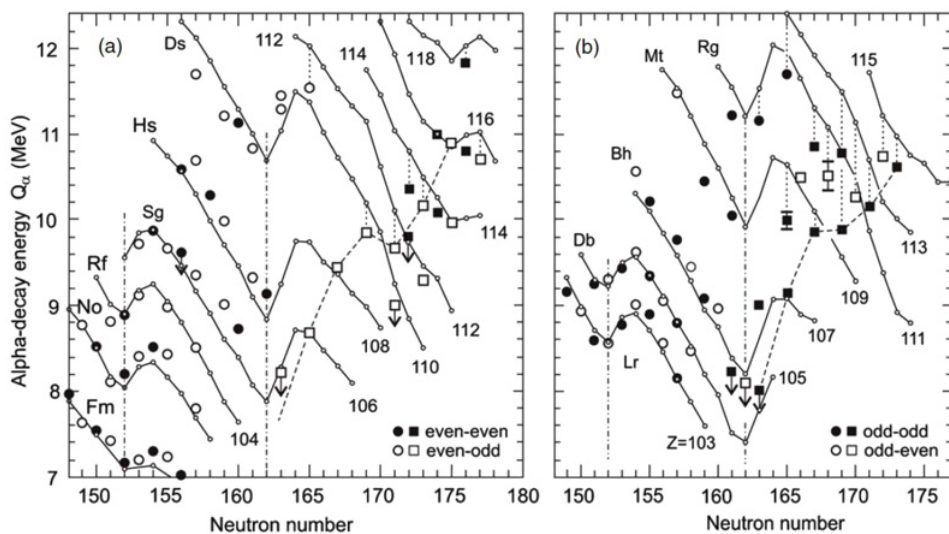 (a)
Ds
112
114
118
116
Hs
Sg
Rf
No
Fm
104
106
108
110
112
114
even-even
even-odd
7
8
9
10
11
12
Alpha-decay energy Qα (MeV)
150 155 160 165 170 175 180
Neutron number
(b)
Mt
Rg
115
Bh
Db
Lr
Z=103
105
107
109
111
113
odd-odd
odd-even
150 155 160 165 170 175
Neutron number